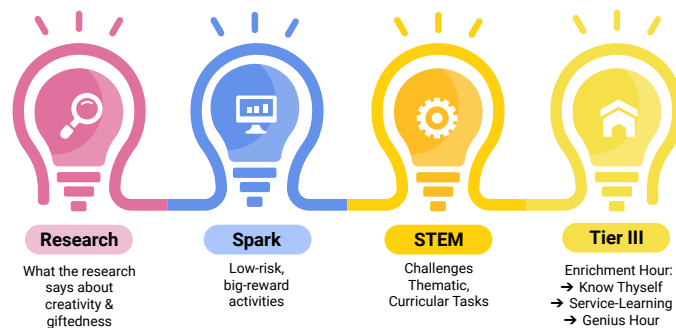 Research
What the research
says about
creativity &
giftedness
Spark
Low-risk,
big-reward
activities
STEM
Challenges
Thematic,
Curricular Tasks
Tier III
Enrichment Hour:
➔ Know Thyself
➔ Service-Learning
➔ Genius Hour